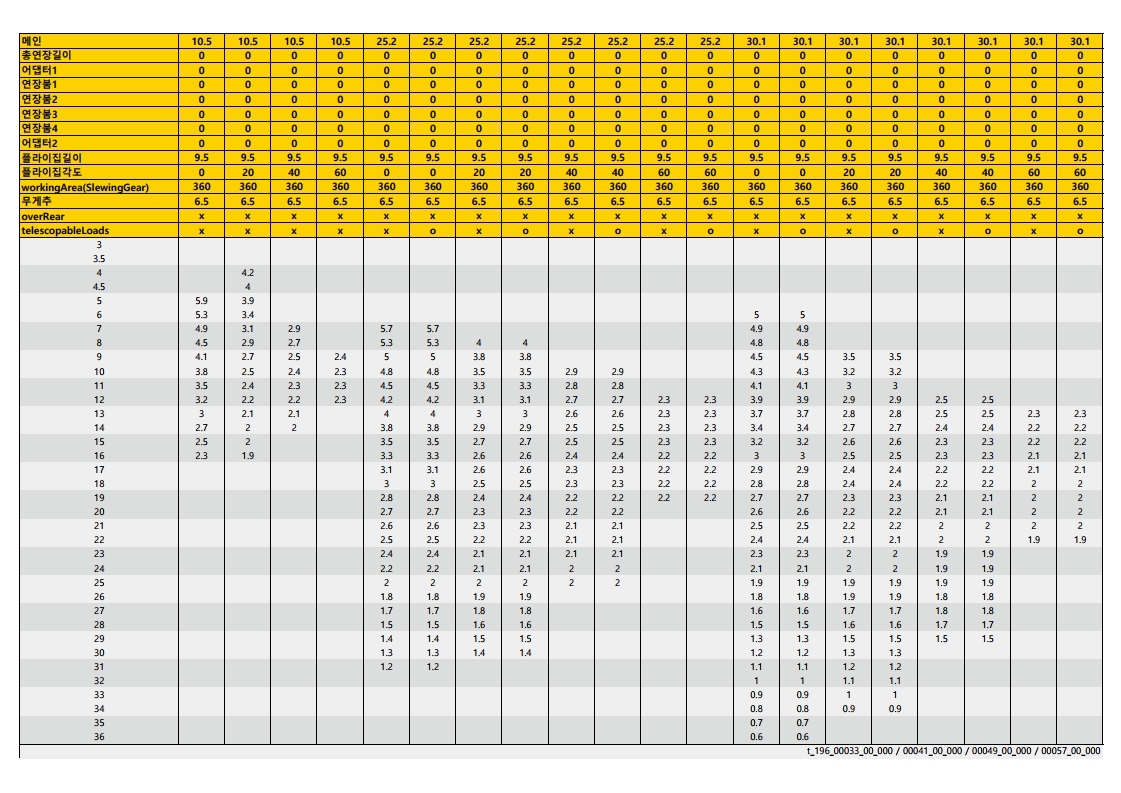 메인 10.5 10.5 10.5 10.5 25.2 25.2 25.2 25.2 25.2 25.2 25.2 25.2 30.1 30.1 30.1 30.1 30.1 30.1 30.1 30.1
총연장길이 0 0 0 0 0 0 0 0 0 0 0 0 0 0 0 0 0 0 0 0
어댑터1 0 0 0 0 0 0 0 0 0 0 0 0 0 0 0 0 0 0 0 0
연장붐1 0 0 0 0 0 0 0 0 0 0 0 0 0 0 0 0 0 0 0 0
연장붐2 0 0 0 0 0 0 0 0 0 0 0 0 0 0 0 0 0 0 0 0
연장붐3 0 0 0 0 0 0 0 0 0 0 0 0 0 0 0 0 0 0 0 0
연장붐4 0 0 0 0 0 0 0 0 0 0 0 0 0 0 0 0 0 0 0 0
어댑터2 0 0 0 0 0 0 0 0 0 0 0 0 0 0 0 0 0 0 0 0
플라이집길이 9.5 9.5 9.5 9.5 9.5 9.5 9.5 9.5 9.5 9.5 9.5 9.5 9.5 9.5 9.5 9.5 9.5 9.5 9.5 9.5
플라이집각도 0 20 40 60 0 0 20 20 40 40 60 60 0 0 20 20 40 40 60 60
workingArea(SlewingGear) 360 360 360 360 360 360 360 360 360 360 360 360 360 360 360 360 360 360 360 360
무게추 6.5 6.5 6.5 6.5 6.5 6.5 6.5 6.5 6.5 6.5 6.5 6.5 6.5 6.5 6.5 6.5 6.5 6.5 6.5 6.5
overRear x x x x x x x x x x x x x x x x x x x x
telescopableLoads x x x x x o x o x o x o x o x o x o x o
3
3.5
4 4.2
4.5 4
5 5.9 3.9
6 5.3 3.4 5 5
7 4.9 3.1 2.9 5.7 5.7 4.9 4.9
8 4.5 2.9 2.7 5.3 5.3 4 4 4.8 4.8
9 4.1 2.7 2.5 2.4 5 5 3.8 3.8 4.5 4.5 3.5 3.5
10 3.8 2.5 2.4 2.3 4.8 4.8 3.5 3.5 2.9 2.9 4.3 4.3 3.2 3.2
11 3.5 2.4 2.3 2.3 4.5 4.5 3.3 3.3 2.8 2.8 4.1 4.1 3 3
12 3.2 2.2 2.2 2.3 4.2 4.2 3.1 3.1 2.7 2.7 2.3 2.3 3.9 3.9 2.9 2.9 2.5 2.5
13 3 2.1 2.1 4 4 3 3 2.6 2.6 2.3 2.3 3.7 3.7 2.8 2.8 2.5 2.5 2.3 2.3
14 2.7 2 2 3.8 3.8 2.9 2.9 2.5 2.5 2.3 2.3 3.4 3.4 2.7 2.7 2.4 2.4 2.2 2.2
15 2.5 2 3.5 3.5 2.7 2.7 2.5 2.5 2.3 2.3 3.2 3.2 2.6 2.6 2.3 2.3 2.2 2.2
16 2.3 1.9 3.3 3.3 2.6 2.6 2.4 2.4 2.2 2.2 3 3 2.5 2.5 2.3 2.3 2.1 2.1
17 3.1 3.1 2.6 2.6 2.3 2.3 2.2 2.2 2.9 2.9 2.4 2.4 2.2 2.2 2.1 2.1
18 3 3 2.5 2.5 2.3 2.3 2.2 2.2 2.8 2.8 2.4 2.4 2.2 2.2 2 2
19 2.8 2.8 2.4 2.4 2.2 2.2 2.2 2.2 2.7 2.7 2.3 2.3 2.1 2.1 2 2
20 2.7 2.7 2.3 2.3 2.2 2.2 2.6 2.6 2.2 2.2 2.1 2.1 2 2
21 2.6 2.6 2.3 2.3 2.1 2.1 2.5 2.5 2.2 2.2 2 2 2 2
22 2.5 2.5 2.2 2.2 2.1 2.1 2.4 2.4 2.1 2.1 2 2 1.9 1.9
23 2.4 2.4 2.1 2.1 2.1 2.1 2.3 2.3 2 2 1.9 1.9
24 2.2 2.2 2.1 2.1 2 2 2.1 2.1 2 2 1.9 1.9
25 2 2 2 2 2 2 1.9 1.9 1.9 1.9 1.9 1.9
26 1.8 1.8 1.9 1.9 1.8 1.8 1.9 1.9 1.8 1.8
27 1.7 1.7 1.8 1.8 1.6 1.6 1.7 1.7 1.8 1.8
28 1.5 1.5 1.6 1.6 1.5 1.5 1.6 1.6 1.7 1.7
29 1.4 1.4 1.5 1.5 1.3 1.3 1.5 1.5 1.5 1.5
30 1.3 1.3 1.4 1.4 1.2 1.2 1.3 1.3
31 1.2 1.2 1.1 1.1 1.2 1.2
32 1 1 1.1 1.1
33 0.9 0.9 1 1
34 0.8 0.8 0.9 0.9
35 0.7 0.7
36 0.6 0.6
t_196_00033_00_000 / 00041_00_000 / 00049_00_000 / 00057_00_000